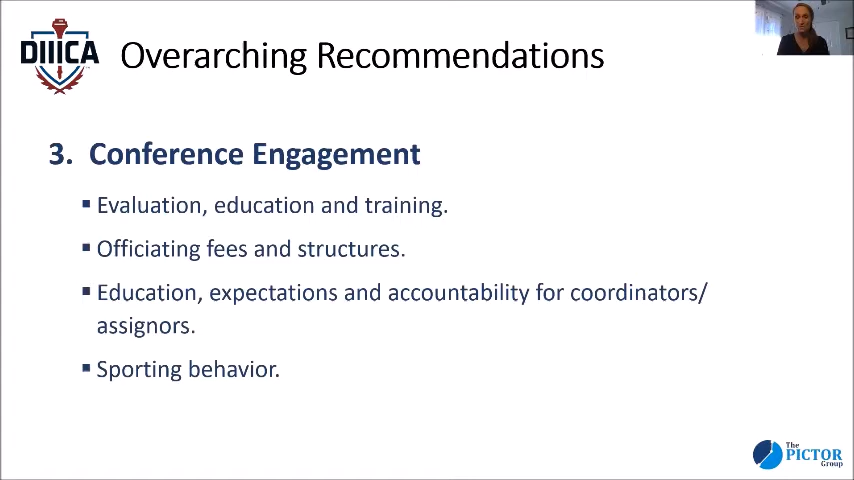 DIIICA
Overarching Recommendations
3. Conference Engagement
▪ Evaluation, education and training.
▪ Officiating fees and structures.
▪ Education, expectations and accountability for coordinators/
assignors.
▪ Sporting behavior.
The
PICTOR
Group